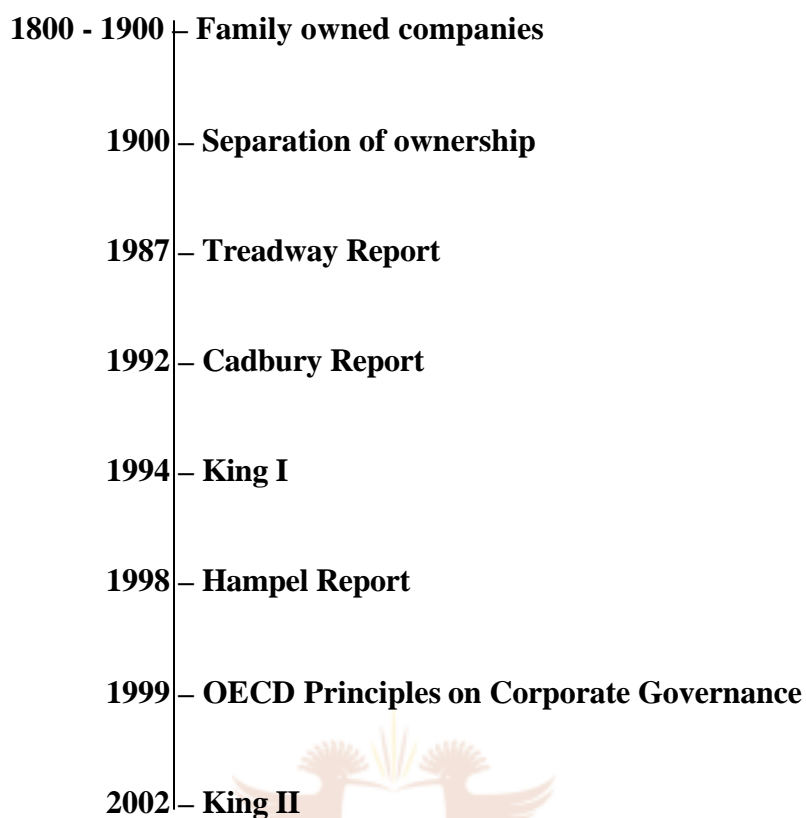 1800 - 1900 – Family owned companies
1900 – Separation of ownership
1987 – Treadway Report
1992 – Cadbury Report
1994 – King I
1998 – Hampel Report
1999 – OECD Principles on Corporate Governance
2002 – King II